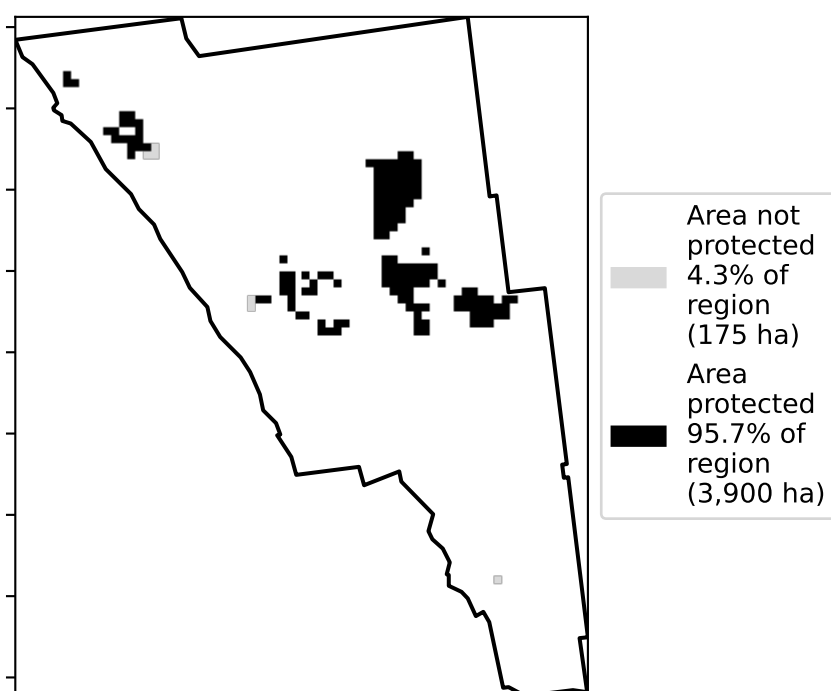 Area not
protected
4.3% of
region
(175 ha)
Area
protected
95.7% of
region
(3,900 ha)